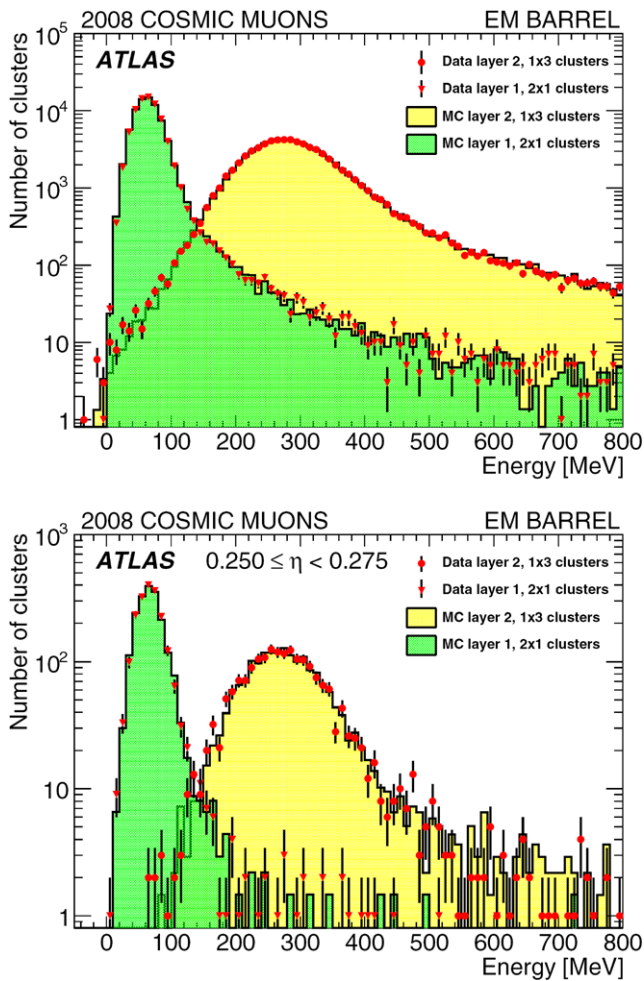 2008 COSMIC MUONS EM BARREL
Number of clusters
10^5
10^4
10^3
10^2
10
1
ATLAS
Data layer 2, 1x3 clusters
Data layer 1, 2x1 clusters
MC layer 2, 1x3 clusters
MC layer 1, 2x1 clusters
0 100 200 300 400 500 600 700 800
Energy [MeV]
2008 COSMIC MUONS EM BARREL
Number of clusters
10^3
10^2
10
1
ATLAS 0.250 ≤ η < 0.275
Data layer 2, 1x3 clusters
Data layer 1, 2x1 clusters
MC layer 2, 1x3 clusters
MC layer 1, 2x1 clusters
0 100 200 300 400 500 600 700 800
Energy [MeV]